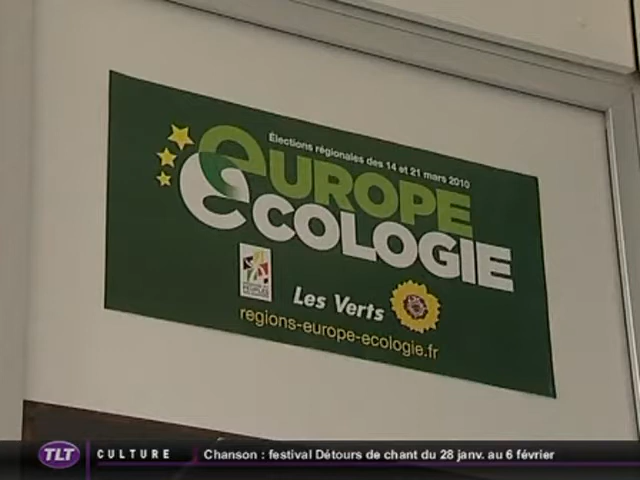 Élections régionales des 14 et 21 mars 2010
EUROPE
ECOLOGIE
Les Verts
regions-europe-ecologie.fr
TLT CULTURE Chanson : festival Détours de chant du 28 janv. au 6 février